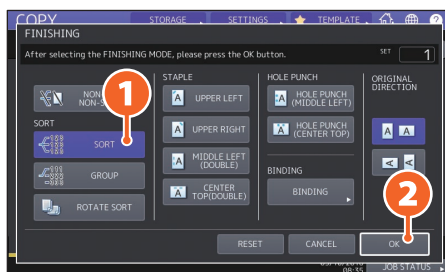 COPY STORAGE SETTINGS TEMPLATE
FINISHING
After selecting the FINISHING MODE, please press the OK button.
SET 1
NON
NON-S
SORT
SORT
GROUP
ROTATE SORT
STAPLE
A UPPER LEFT
A UPPER RIGHT
A MIDDLE LEFT
(DOUBLE)
A CENTER
TOP(DOUBLE)
HOLE PUNCH
A HOLE PUNCH
(MIDDLE LEFT)
A HOLE PUNCH
(CENTER TOP)
BINDING
BINDING
ORIGINAL
DIRECTION
A A
A A
1
2
RESET CANCEL OK
08:35 JOB STATUS